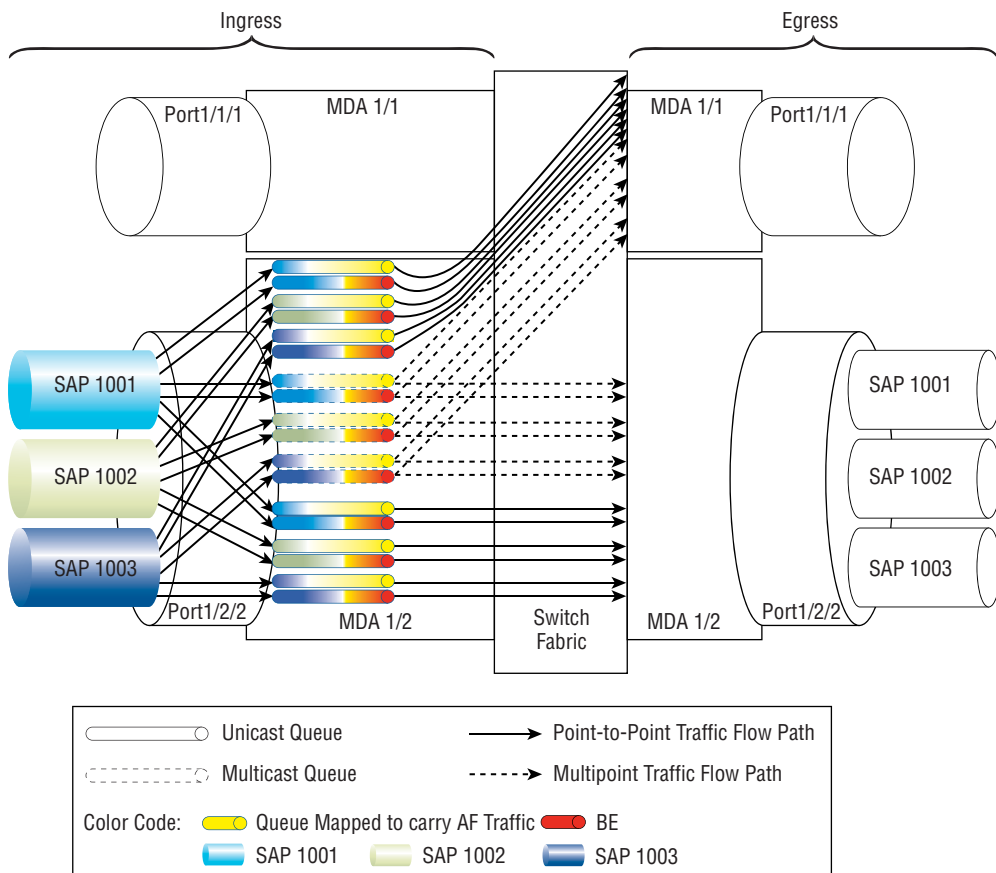 Ingress
Egress
Port1/1/1
MDA 1/1
MDA 1/1
Port1/1/1
SAP 1001
SAP 1002
SAP 1003
Port1/2/2
MDA 1/2
Switch
Fabric
MDA 1/2
Port1/2/2
SAP 1001
SAP 1002
SAP 1003
Unicast Queue
Point-to-Point Traffic Flow Path
Multicast Queue
Multipoint Traffic Flow Path
Color Code:
Queue Mapped to carry AF Traffic
BE
SAP 1001
SAP 1002
SAP 1003